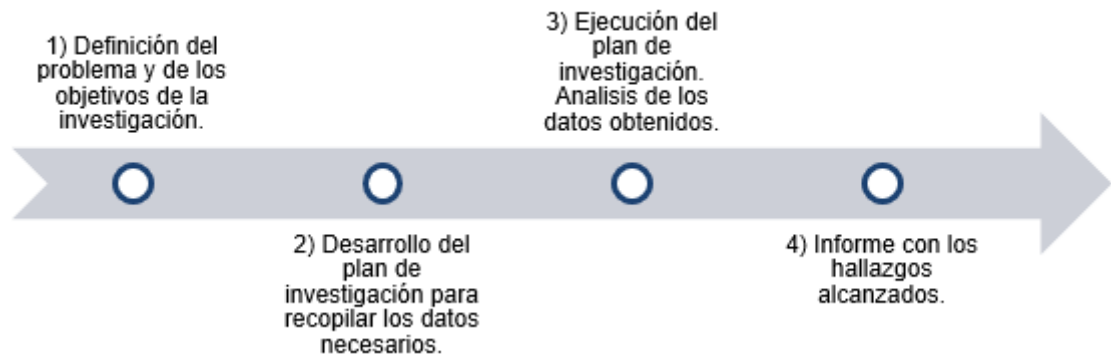 1) Definición del
problema y de los
objetivos de la
investigación.
2) Desarrollo del
plan de
investigación para
recopilar los datos
necesarios.
3) Ejecución del
plan de
investigación.
Analisis de los
datos obtenidos.
4) Informe con los
hallazgos
alcanzados.